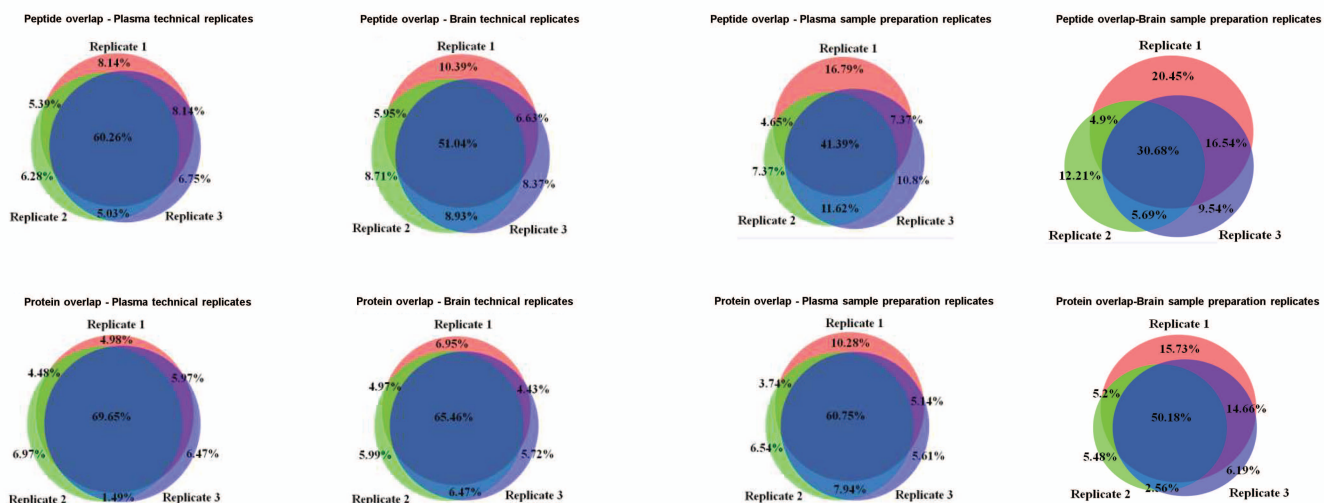 Peptide overlap - Plasma technical replicates
Replicate 1
8.14%
5.39%
8.14%
60.26%
6.28%
6.75%
Replicate 2
5.03%
Replicate 3
Peptide overlap - Brain technical replicates
Replicate 1
10.39%
5.95%
6.63%
51.04%
8.71%
8.37%
8.93%
Replicate 2
Replicate 3
Peptide overlap - Plasma sample preparation replicates
Replicate 1
16.79%
4.65%
7.37%
41.39%
7.37%
10.8%
11.62%
Replicate 2
Replicate 3
Peptide overlap-Brain sample preparation replicates
Replicate 1
20.45%
4.9%
16.54%
30.68%
12.21%
9.54%
5.69%
Replicate 2
Replicate 3
Protein overlap - Plasma technical replicates
Replicate 1
4.98%
4.48%
5.97%
69.65%
6.97%
6.47%
Replicate 2
1.49%
Replicate 3
Protein overlap - Brain technical replicates
Replicate 1
6.95%
4.97%
4.43%
65.46%
5.99%
5.72%
Replicate 2
6.47%
Replicate 3
Protein overlap - Plasma sample preparation replicates
Replicate 1
10.28%
3.74%
5.14%
60.75%
6.54%
5.61%
Replicate 2
7.94%
Replicate 3
Protein overlap-Brain sample preparation replicates
Replicate 1
15.73%
5.2%
14.66%
50.18%
5.48%
6.19%
Replicate 2
2.56%
Replicate 3